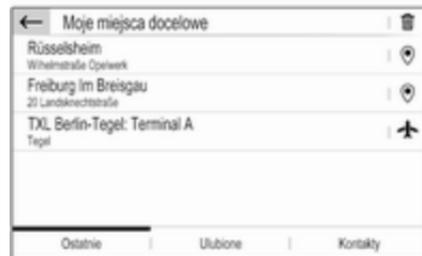 Moje miejsca docelowe
Rüsselsheim
Wilhelmstraße Opelwerk
Freiburg Im Breisgau
20 Landsknechtstraße
TXL Berlin-Tegel: Terminal A
Tegel
Ostatnie
Ulubione
Kontakty